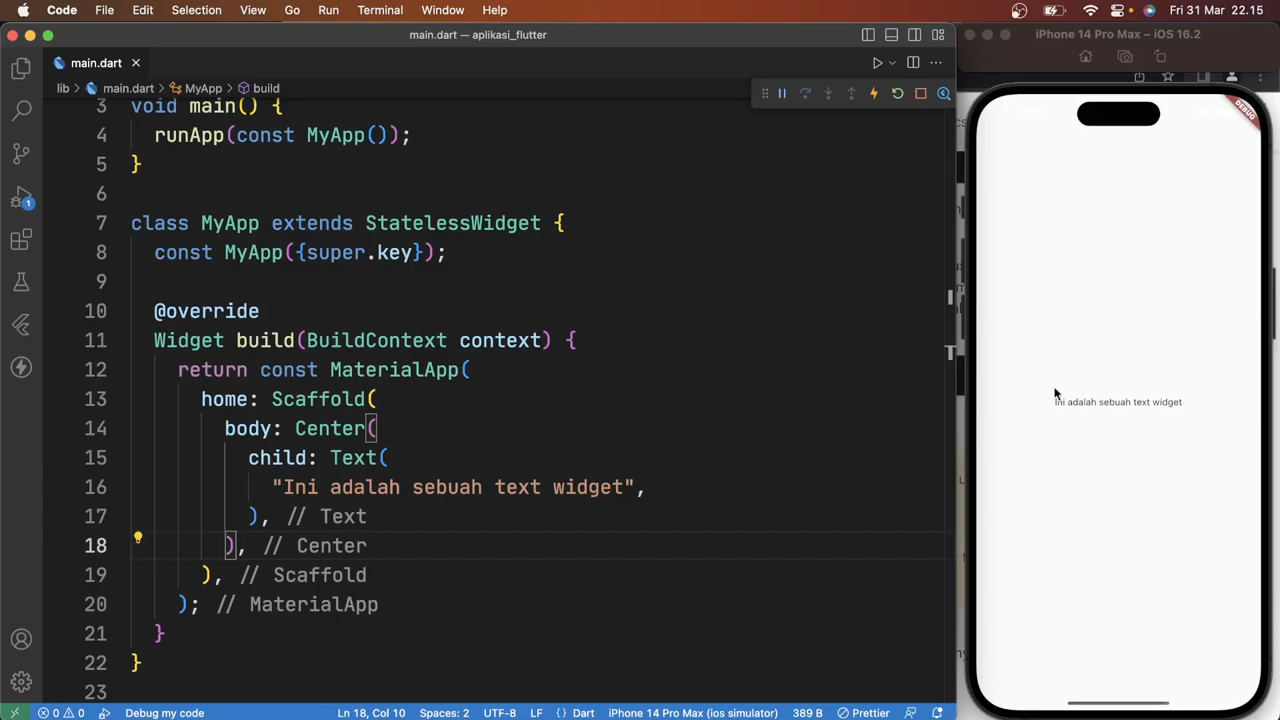 Code File Edit Selection View Go Run Terminal Window Help Fri 31 Mar 22.15
main.dart — aplikasi_flutter
iPhone 14 Pro Max – iOS 16.2
main.dart
lib > main.dart > MyApp > build
3 void main() {
4 runApp(const MyApp());
5 }
6
7 class MyApp extends StatelessWidget {
8 const MyApp({super.key});
9
10 @override
11 Widget build(BuildContext context) {
12 return const MaterialApp(
13 home: Scaffold(
14 body: Center(
15 child: Text(
16 "Ini adalah sebuah text widget",
17 ), // Text
18 ), // Center
19 ), // Scaffold
20 ); // MaterialApp
21 }
22 }
23
1
DEBUG
Ini adalah sebuah text widget
0 0 Debug my code Ln 18, Col 10 Spaces: 2 UTF-8 LF { } Dart iPhone 14 Pro Max (ios simulator) 389 B Prettier